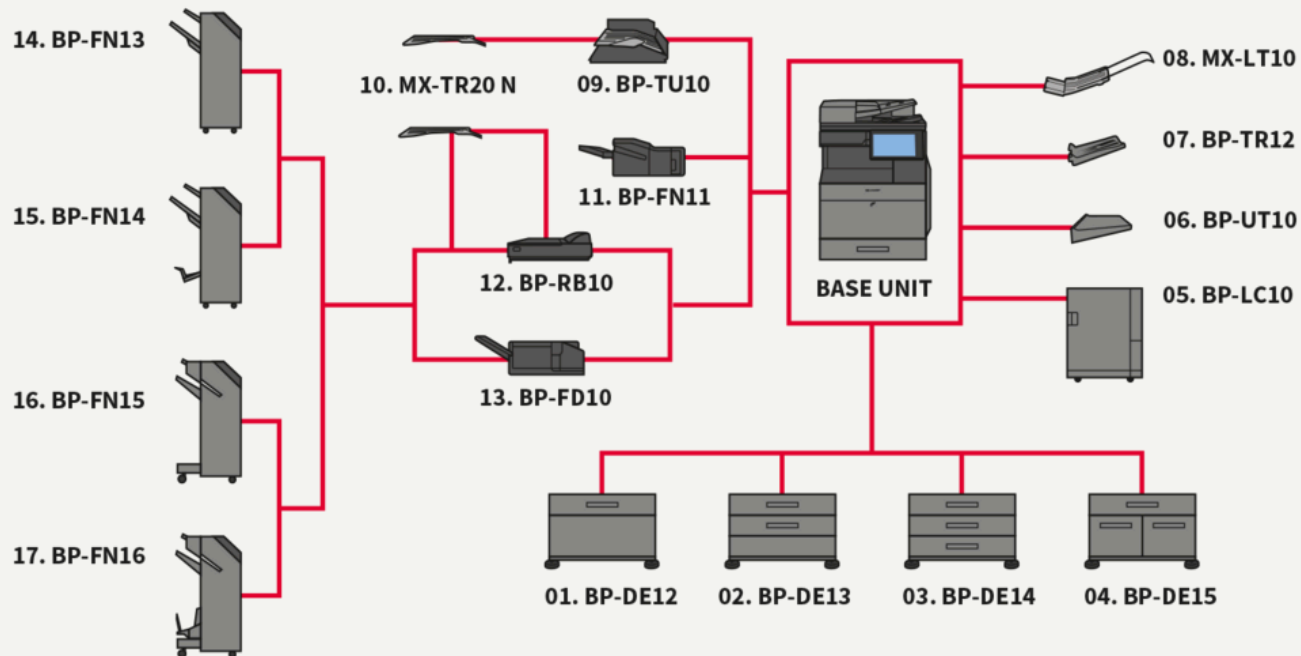 14. BP-FN13
10. MX-TR20 N
09. BP-TU10
08. MX-LT10
07. BP-TR12
11. BP-FN11
15. BP-FN14
06. BP-UT10
12. BP-RB10
BASE UNIT
05. BP-LC10
16. BP-FN15
13. BP-FD10
17. BP-FN16
01. BP-DE12
02. BP-DE13
03. BP-DE14
04. BP-DE15